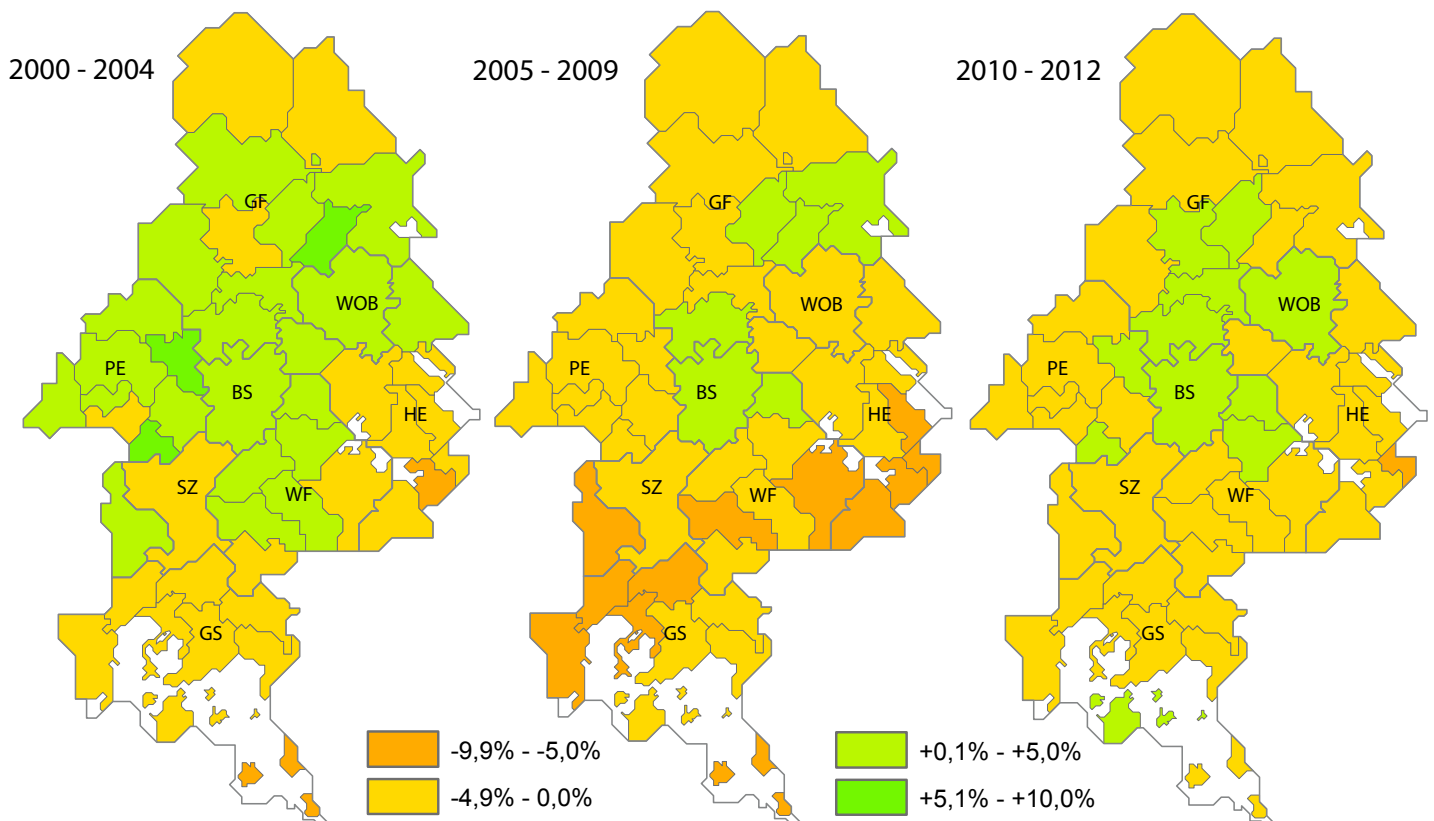 2000 - 2004
2005 - 2009
2010 - 2012
GF
WOB
PE
BS
HE
SZ
WF
GS
GF
WOB
PE
BS
HE
SZ
WF
GS
GF
WOB
PE
BS
HE
SZ
WF
GS
-9,9% - -5,0%
-4,9% - 0,0%
+0,1% - +5,0%
+5,1% - +10,0%